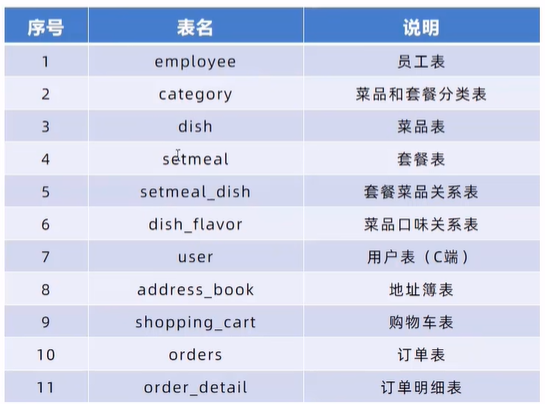 序号 表名 说明
1 employee 员工表
2 category 菜品和套餐分类表
3 dish 菜品表
4 setmeal 套餐表
5 setmeal_dish 套餐菜品关系表
6 dish_flavor 菜品口味关系表
7 user 用户表（C端）
8 address_book 地址簿表
9 shopping_cart 购物车表
10 orders 订单表
11 order_detail 订单明细表